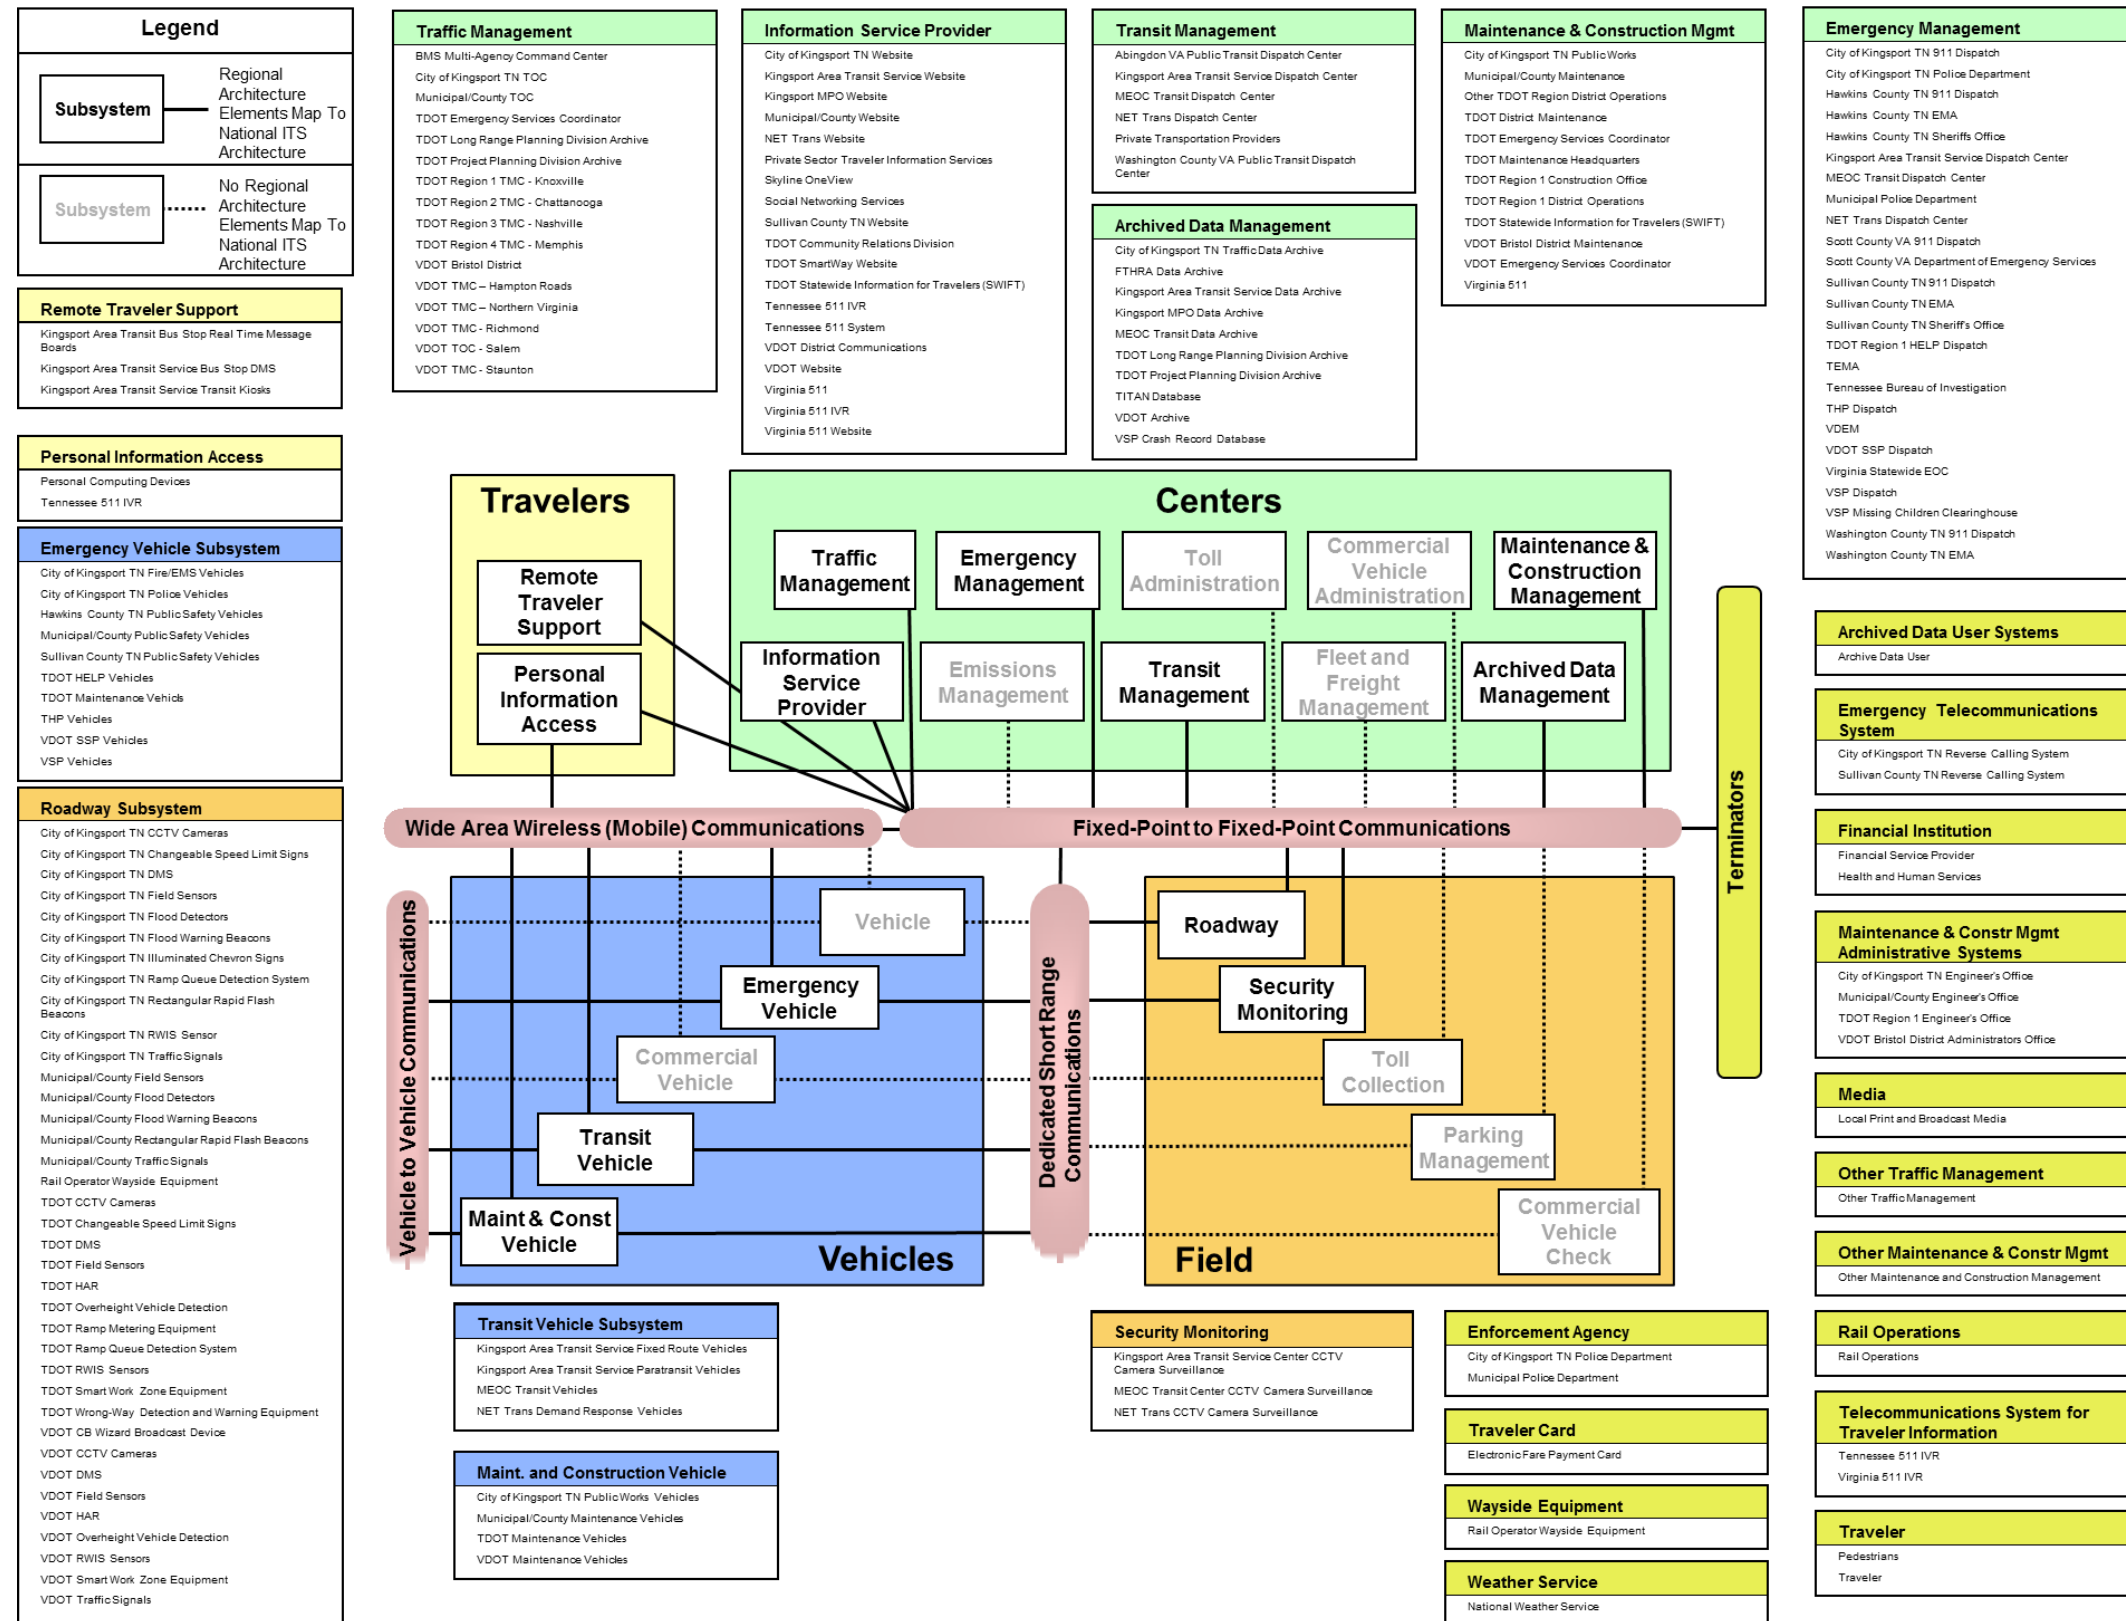 Legend
Subsystem
Regional
Architecture
Elements Map To
National ITS
Architecture
Subsystem
No Regional
Architecture
Elements Map To
National ITS
Architecture
Remote Traveler Support
Kingsport Area Transit Bus Stop Real Time Message
Boards
Kingsport Area Transit Service Bus Stop DMS
Kingsport Area Transit Service Transit Kiosks
Personal Information Access
Personal Computing Devices
Tennessee 511 IVR
Emergency Vehicle Subsystem
City of Kingsport TN Fire/EMS Vehicles
City of Kingsport TN Police Vehicles
Hawkins County TN Public Safety Vehicles
Municipal/County Public Safety Vehicles
Sullivan County TN Public Safety Vehicles
TDOT HELP Vehicles
TDOT Maintenance Vehicls
THP Vehicles
VDOT SSP Vehicles
VSP Vehicles
Roadway Subsystem
City of Kingsport TN CCTV Cameras
City of Kingsport TN Changeable Speed Limit Signs
City of Kingsport TN DMS
City of Kingsport TN Field Sensors
City of Kingsport TN Flood Detectors
City of Kingsport TN Flood Warning Beacons
City of Kingsport TN Illuminated Chevron Signs
City of Kingsport TN Ramp Queue Detection System
City of Kingsport TN Rectangular Rapid Flash
Beacons
City of Kingsport TN RWIS Sensor
City of Kingsport TN Traffic Signals
Municipal/County Field Sensors
Municipal/County Flood Detectors
Municipal/County Flood Warning Beacons
Municipal/County Rectangular Rapid Flash Beacons
Municipal/County Traffic Signals
Rail Operator Wayside Equipment
TDOT CCTV Cameras
TDOT Changeable Speed Limit Signs
TDOT DMS
TDOT Field Sensors
TDOT HAR
TDOT Overheight Vehicle Detection
TDOT Ramp Metering Equipment
TDOT Ramp Queue Detection System
TDOT RWIS Sensors
TDOT Smart Work Zone Equipment
TDOT Wrong-Way Detection and Warning Equipment
VDOT CB Wizard Broadcast Device
VDOT CCTV Cameras
VDOT DMS
VDOT Field Sensors
VDOT HAR
VDOT Overheight Vehicle Detection
VDOT RWIS Sensors
VDOT Smart Work Zone Equipment
VDOT Traffic Signals
Traffic Management
BMS Multi-Agency Command Center
City of Kingsport TN TOC
Municipal/County TOC
TDOT Emergency Services Coordinator
TDOT Long Range Planning Division Archive
TDOT Project Planning Division Archive
TDOT Region 1 TMC - Knoxville
TDOT Region 2 TMC - Chattanooga
TDOT Region 3 TMC - Nashville
TDOT Region 4 TMC - Memphis
VDOT Bristol District
VDOT TMC – Hampton Roads
VDOT TMC – Northern Virginia
VDOT TMC - Richmond
VDOT TOC - Salem
VDOT TMC - Staunton
Information Service Provider
City of Kingsport TN Website
Kingsport Area Transit Service Website
Kingsport MPO Website
Municipal/County Website
NET Trans Website
Private Sector Traveler Information Services
Skyline OneView
Social Networking Services
Sullivan County TN Website
TDOT Community Relations Division
TDOT SmartWay Website
TDOT Statewide Information for Travelers (SWIFT)
Tennessee 511 IVR
Tennessee 511 System
VDOT District Communications
VDOT Website
Virginia 511
Virginia 511 IVR
Virginia 511 Website
Transit Management
Abingdon VA Public Transit Dispatch Center
Kingsport Area Transit Service Dispatch Center
MEOC Transit Dispatch Center
NET Trans Dispatch Center
Private Transportation Providers
Washington County VA Public Transit Dispatch
Center
Archived Data Management
City of Kingsport TN Traffic Data Archive
FTHRA Data Archive
Kingsport Area Transit Service Data Archive
Kingsport MPO Data Archive
MEOC Transit Data Archive
TDOT Long Range Planning Division Archive
TDOT Project Planning Division Archive
TITAN Database
VDOT Archive
VSP Crash Record Database
Maintenance & Construction Mgmt
City of Kingsport TN Public Works
Municipal/County Maintenance
Other TDOT Region District Operations
TDOT District Maintenance
TDOT Emergency Services Coordinator
TDOT Maintenance Headquarters
TDOT Region 1 Construction Office
TDOT Region 1 District Operations
TDOT Statewide Information for Travelers (SWIFT)
VDOT Bristol District Maintenance
VDOT Emergency Services Coordinator
Virginia 511
Emergency Management
City of Kingsport TN 911 Dispatch
City of Kingsport TN Police Department
Hawkins County TN 911 Dispatch
Hawkins County TN EMA
Hawkins County TN Sheriffs Office
Kingsport Area Transit Service Dispatch Center
MEOC Transit Dispatch Center
Municipal Police Department
NET Trans Dispatch Center
Scott County VA 911 Dispatch
Scott County VA Department of Emergency Services
Sullivan County TN 911 Dispatch
Sullivan County TN EMA
Sullivan County TN Sheriff's Office
TDOT Region 1 HELP Dispatch
TEMA
Tennessee Bureau of Investigation
THP Dispatch
VDEM
VDOT SSP Dispatch
Virginia Statewide EOC
VSP Dispatch
VSP Missing Children Clearinghouse
Washington County TN 911 Dispatch
Washington County TN EMA
Travelers
Remote
Traveler
Support
Personal
Information
Access
Centers
Traffic
Management
Emergency
Management
Toll
Administration
Commercial
Vehicle
Administration
Maintenance &
Construction
Management
Information
Service
Provider
Emissions
Management
Transit
Management
Fleet and
Freight
Management
Archived Data
Management
Wide Area Wireless (Mobile) Communications
Fixed-Point to Fixed-Point Communications
Terminators
Vehicle to Vehicle Communications
Dedicated Short Range
Communications
Vehicle
Emergency
Vehicle
Commercial
Vehicle
Transit
Vehicle
Maint & Const
Vehicle
Vehicles
Roadway
Security
Monitoring
Toll
Collection
Parking
Management
Commercial
Vehicle
Check
Field
Transit Vehicle Subsystem
Kingsport Area Transit Service Fixed Route Vehicles
Kingsport Area Transit Service Paratransit Vehicles
MEOC Transit Vehicles
NET Trans Demand Response Vehicles
Maint. and Construction Vehicle
City of Kingsport TN Public Works Vehicles
Municipal/County Maintenance Vehicles
TDOT Maintenance Vehicles
VDOT Maintenance Vehicles
Security Monitoring
Kingsport Area Transit Service Center CCTV
Camera Surveillance
MEOC Transit Center CCTV Camera Surveillance
NET Trans CCTV Camera Surveillance
Enforcement Agency
City of Kingsport TN Police Department
Municipal Police Department
Traveler Card
Electronic Fare Payment Card
Wayside Equipment
Rail Operator Wayside Equipment
Weather Service
National Weather Service
Archived Data User Systems
Archive Data User
Emergency Telecommunications
System
City of Kingsport TN Reverse Calling System
Sullivan County TN Reverse Calling System
Financial Institution
Financial Service Provider
Health and Human Services
Maintenance & Constr Mgmt
Administrative Systems
City of Kingsport TN Engineer's Office
Municipal/County Engineer's Office
TDOT Region 1 Engineer's Office
VDOT Bristol District Administrators Office
Media
Local Print and Broadcast Media
Other Traffic Management
Other Traffic Management
Other Maintenance & Constr Mgmt
Other Maintenance and Construction Management
Rail Operations
Rail Operations
Telecommunications System for
Traveler Information
Tennessee 511 IVR
Virginia 511 IVR
Traveler
Pedestrians
Traveler